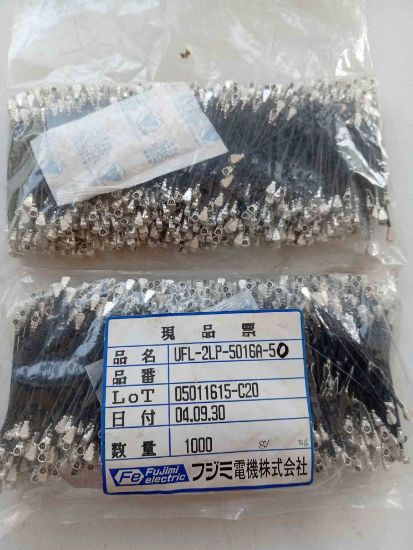 現品票
品名 UFL-2LP-5016A-50
品番
LoT 05011615-C20
日付 04.09.30
数量 1000 g/
Fe Fujimi electric フジミ電機株式会社